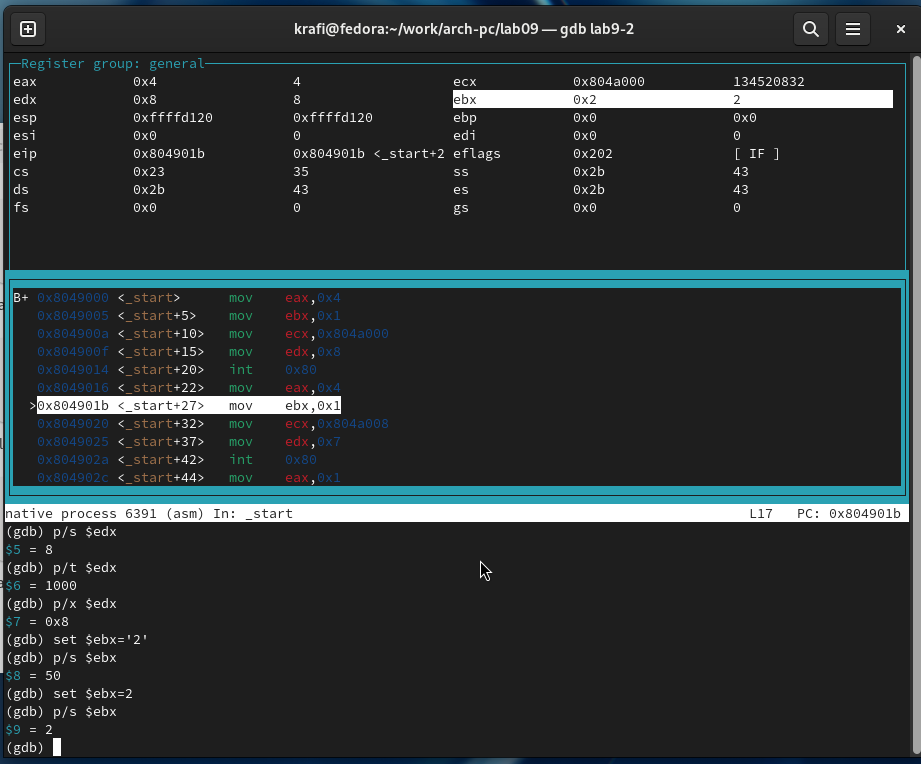 krafi@fedora:~/work/arch-pc/lab09 — gdb lab9-2
Register group: general
eax 0x4 4 ecx 0x804a000 134520832
edx 0x8 8 ebx 0x2 2
esp 0xffffd120 0xffffd120 ebp 0x0 0x0
esi 0x0 0 edi 0x0 0
eip 0x804901b 0x804901b <_start+2 eflags 0x202 [ IF ]
cs 0x23 35 ss 0x2b 43
ds 0x2b 43 es 0x2b 43
fs 0x0 0 gs 0x0 0
B+ 0x8049000 <_start> mov eax,0x4
0x8049005 <_start+5> mov ebx,0x1
0x804900a <_start+10> mov ecx,0x804a000
0x804900f <_start+15> mov edx,0x8
0x8049014 <_start+20> int 0x80
0x8049016 <_start+22> mov eax,0x4
>0x804901b <_start+27> mov ebx,0x1
0x8049020 <_start+32> mov ecx,0x804a008
0x8049025 <_start+37> mov edx,0x7
0x804902a <_start+42> int 0x80
0x804902c <_start+44> mov eax,0x1
native process 6391 (asm) In: _start L17 PC: 0x804901b
(gdb) p/s $edx
$5 = 8
(gdb) p/t $edx
$6 = 1000
(gdb) p/x $edx
$7 = 0x8
(gdb) set $ebx='2'
(gdb) p/s $ebx
$8 = 50
(gdb) set $ebx=2
(gdb) p/s $ebx
$9 = 2
(gdb)